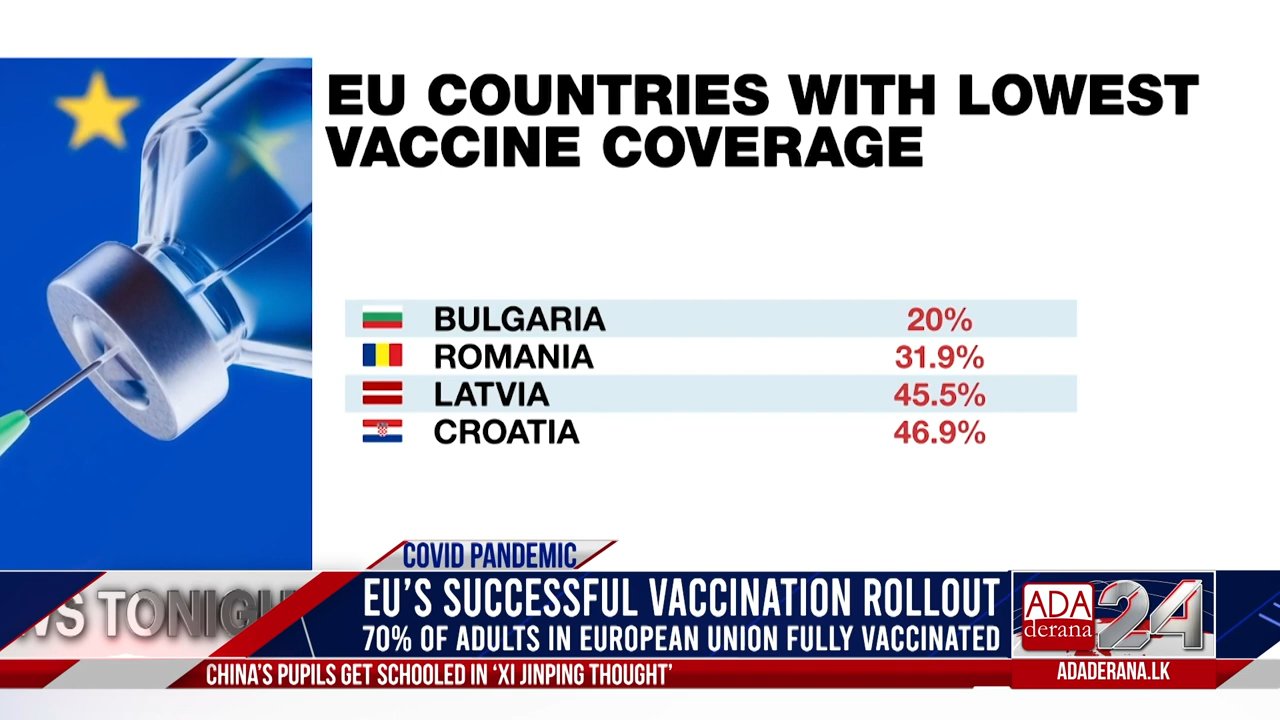 EU COUNTRIES WITH LOWEST
VACCINE COVERAGE
BULGARIA 20%
ROMANIA 31.9%
LATVIA 45.5%
CROATIA 46.9%
COVID PANDEMIC
EU'S SUCCESSFUL VACCINATION ROLLOUT
70% OF ADULTS IN EUROPEAN UNION FULLY VACCINATED
TONIGH
ADA
derana
24
CHINA'S PUPILS GET SCHOOLED IN 'XI JINPING THOUGHT'
ADADERANA.LK